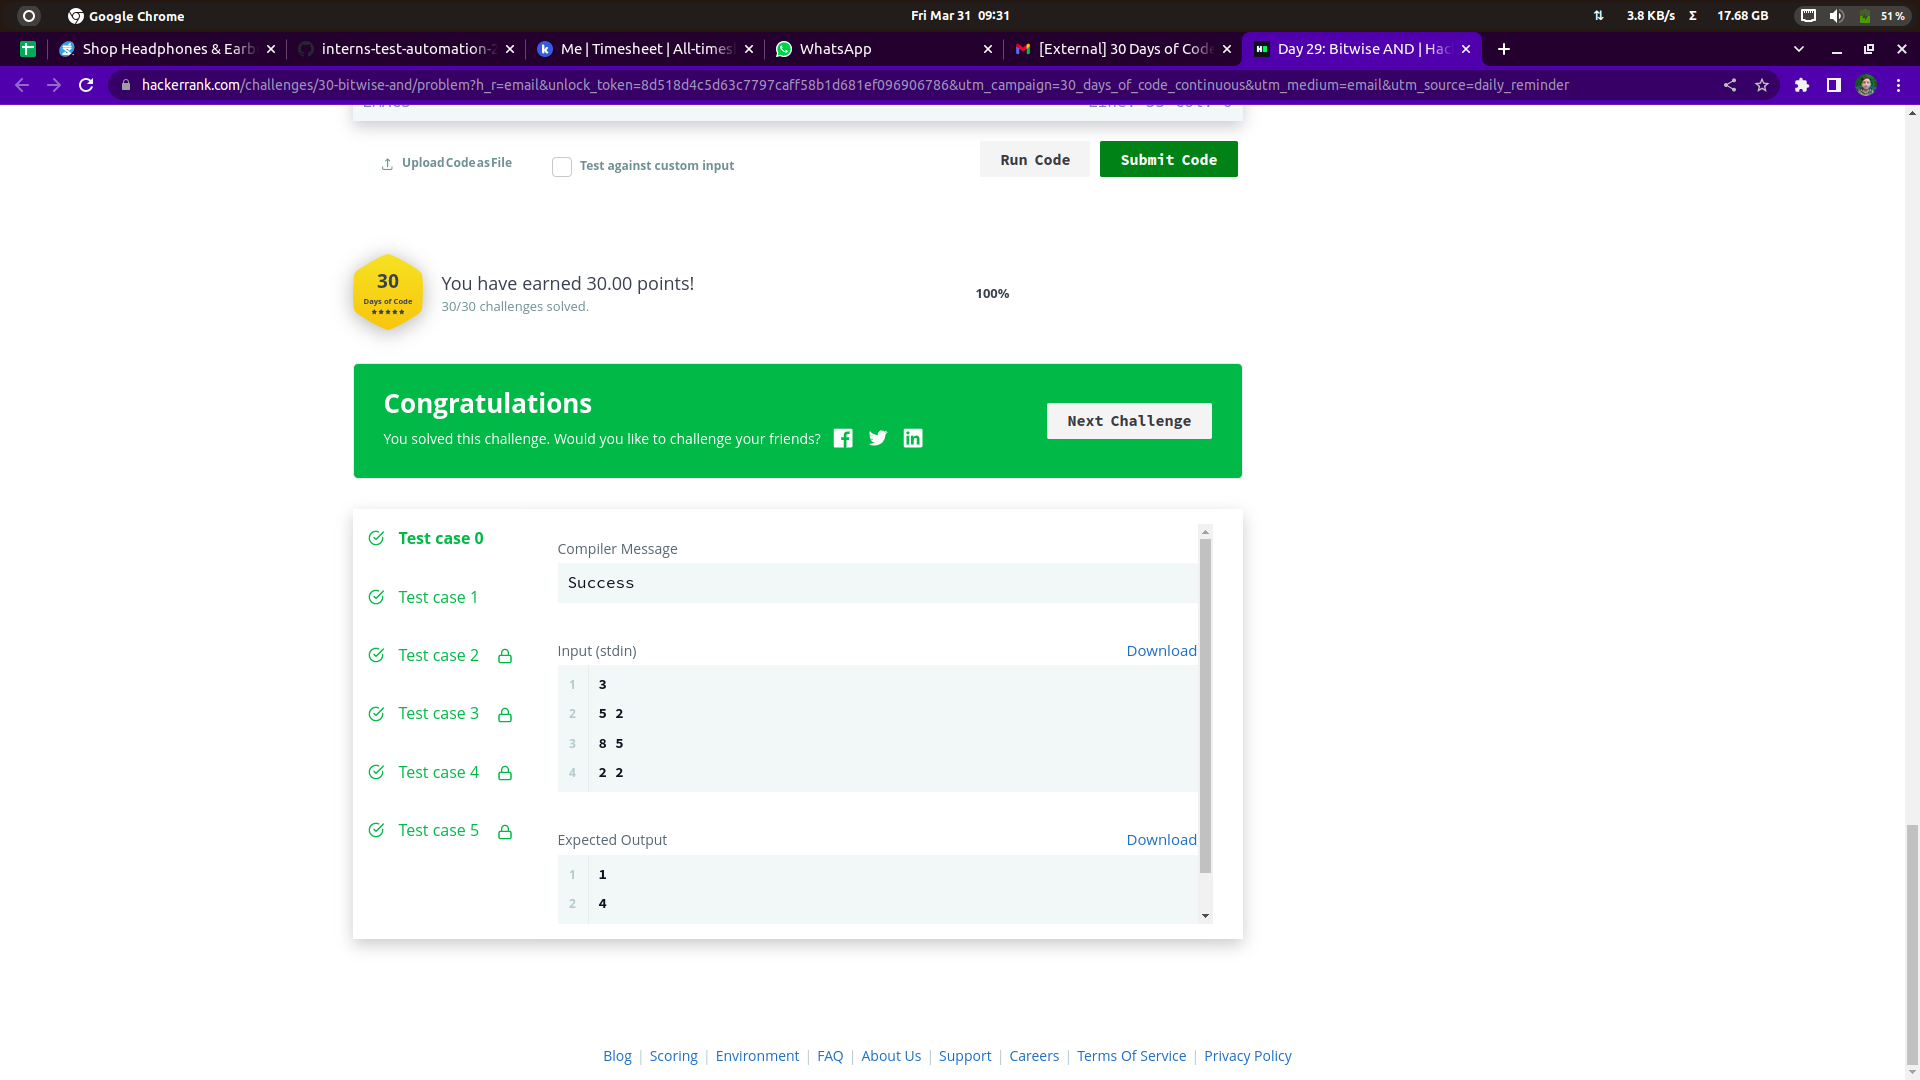 Google Chrome
Fri Mar 31 09:31
3.8 KB/s Σ 17.68 GB 51 %
Shop Headphones & Earb
interns-test-automation-2
Me | Timesheet | All-times
WhatsApp
[External] 30 Days of Code
Day 29: Bitwise AND | Hac
hackerrank.com/challenges/30-bitwise-and/problem?h_r=email&unlock_token=8d518d4c5d63c7797caff58b1d681ef096906786&utm_campaign=30_days_of_code_continuous&utm_medium=email&utm_source=daily_reminder
Upload Code as File
Test against custom input
Run Code
Submit Code
30
Days of Code
You have earned 30.00 points!
30/30 challenges solved.
100%
Congratulations
You solved this challenge. Would you like to challenge your friends?
Next Challenge
Test case 0
Test case 1
Test case 2
Test case 3
Test case 4
Test case 5
Compiler Message
Success
Input (stdin)
Download
1 3
2 5 2
3 8 5
4 2 2
Expected Output
Download
1 1
2 4
Blog | Scoring | Environment | FAQ | About Us | Support | Careers | Terms Of Service | Privacy Policy